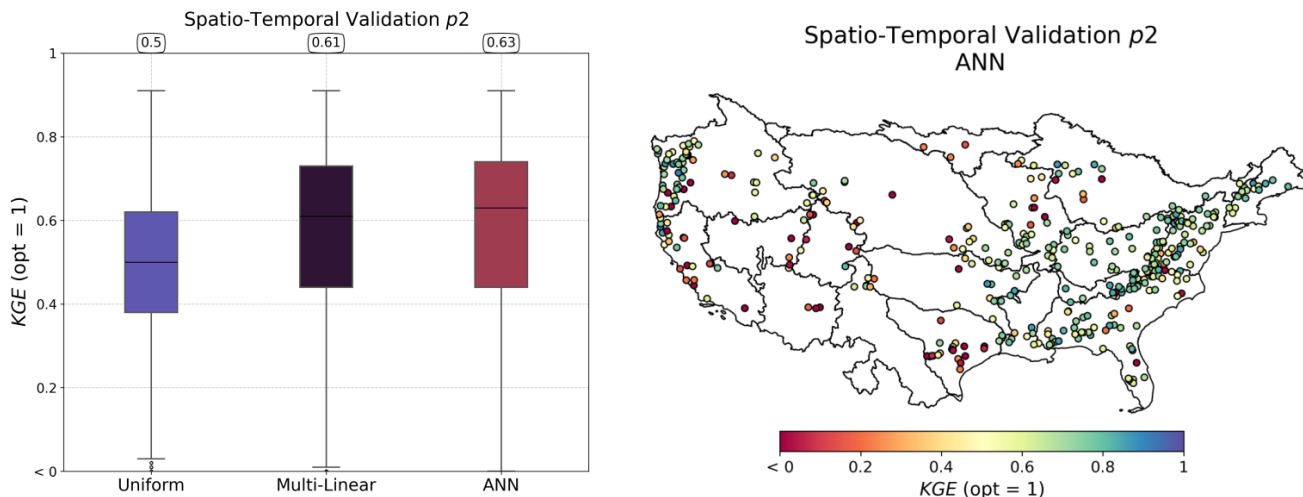 Spatio-Temporal Validation p2
0.5
0.61
0.63
1
0.8
0.6
0.4
0.2
< 0
KGE (opt = 1)
Uniform
Multi-Linear
ANN
Spatio-Temporal Validation p2
ANN
< 0
0.2
0.4
0.6
0.8
1
KGE (opt = 1)